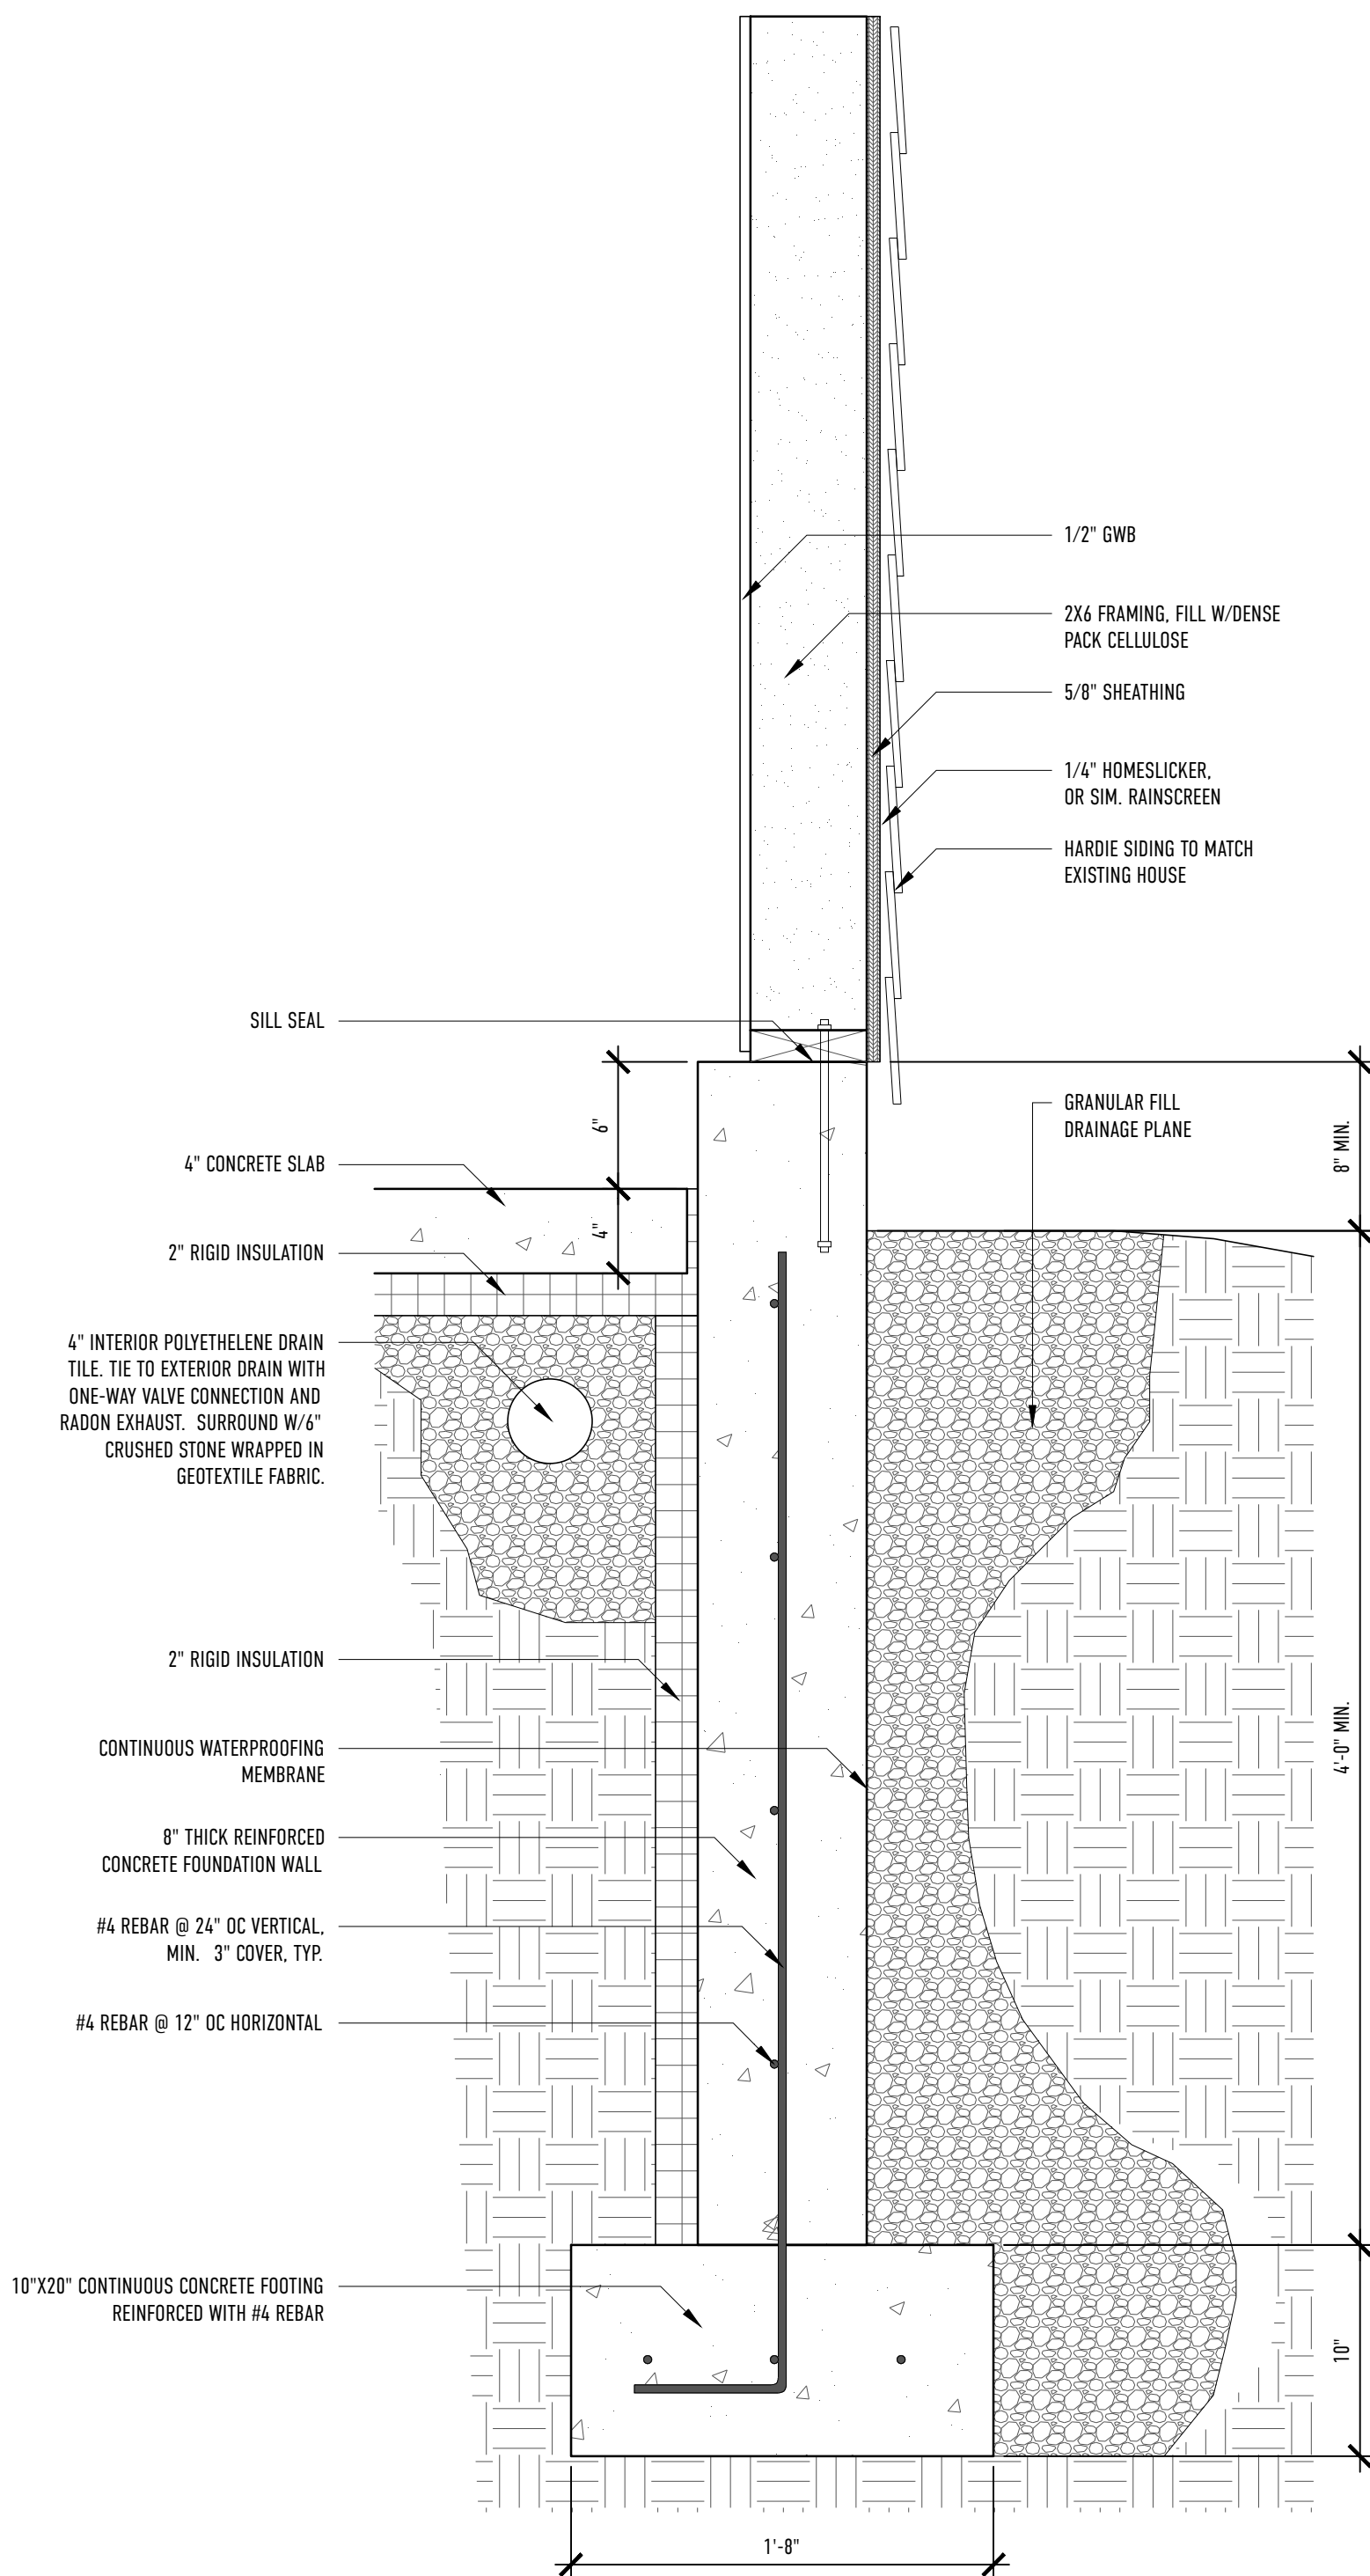 1/2" GWB
2X6 FRAMING, FILL W/DENSE
PACK CELLULOSE
5/8" SHEATHING
1/4" HOMESLICKER,
OR SIM. RAINSCREEN
HARDIE SIDING TO MATCH
EXISTING HOUSE
SILL SEAL
6"
GRANULAR FILL
DRAINAGE PLANE
8" MIN.
4" CONCRETE SLAB
4"
2" RIGID INSULATION
4" INTERIOR POLYETHELENE DRAIN
TILE. TIE TO EXTERIOR DRAIN WITH
ONE-WAY VALVE CONNECTION AND
RADON EXHAUST. SURROUND W/6"
CRUSHED STONE WRAPPED IN
GEOTEXTILE FABRIC.
2" RIGID INSULATION
CONTINUOUS WATERPROOFING
MEMBRANE
4'-0" MIN.
8" THICK REINFORCED
CONCRETE FOUNDATION WALL
#4 REBAR @ 24" OC VERTICAL,
MIN. 3" COVER, TYP.
#4 REBAR @ 12" OC HORIZONTAL
10"X20" CONTINUOUS CONCRETE FOOTING
REINFORCED WITH #4 REBAR
10"
1'-8"